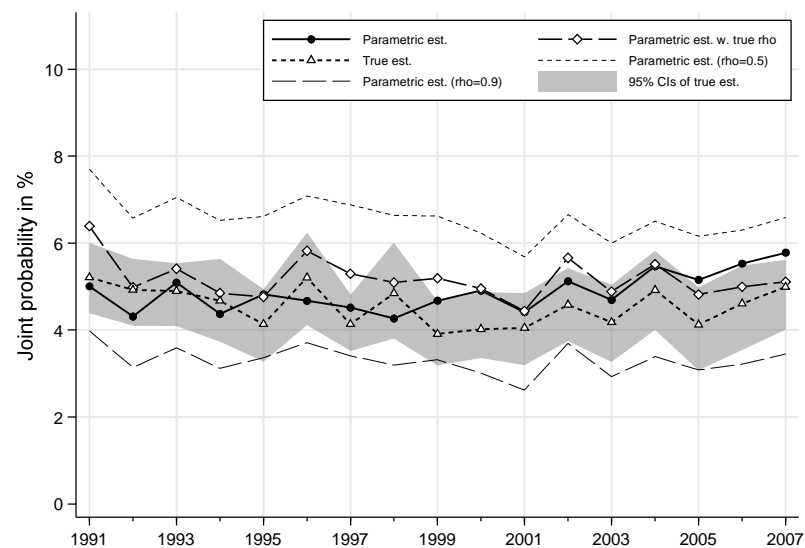 Parametric est.
Parametric est. w. true rho
True est.
Parametric est. (rho=0.5)
Parametric est. (rho=0.9)
95% CIs of true est.
Joint probability in %
10
8
6
4
2
0
1991 1993 1995 1997 1999 2001 2003 2005 2007